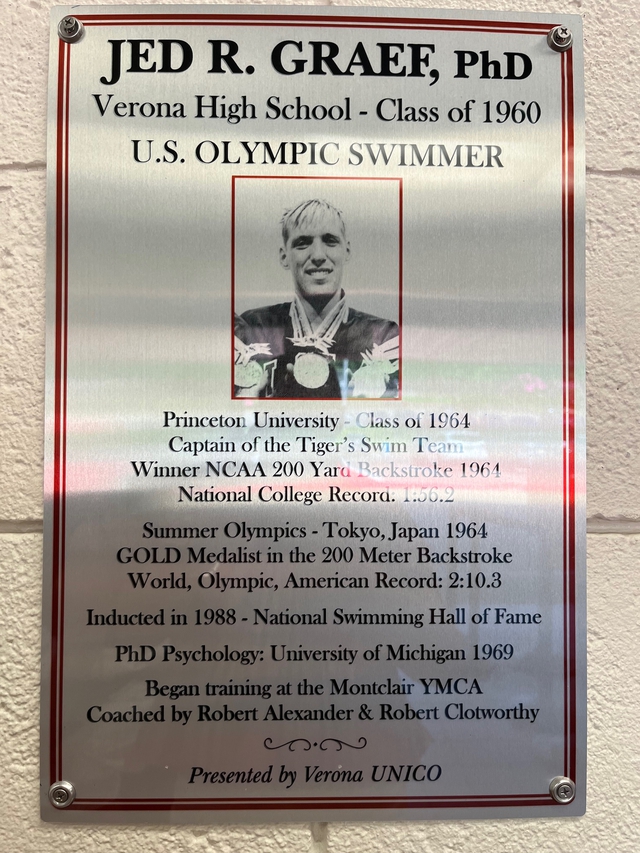 JED R. GRAEF, PhD
Verona High School - Class of 1960
U.S. OLYMPIC SWIMMER
Princeton University - Class of 1964
Captain of the Tiger's Swim Team
Winner NCAA 200 Yard Backstroke 1964
National College Record: 1:56.2
Summer Olympics - Tokyo, Japan 1964
GOLD Medalist in the 200 Meter Backstroke
World, Olympic, American Record: 2:10.3
Inducted in 1988 - National Swimming Hall of Fame
PhD Psychology: University of Michigan 1969
Began training at the Montclair YMCA
Coached by Robert Alexander & Robert Clotworthy
Presented by Verona UNICO